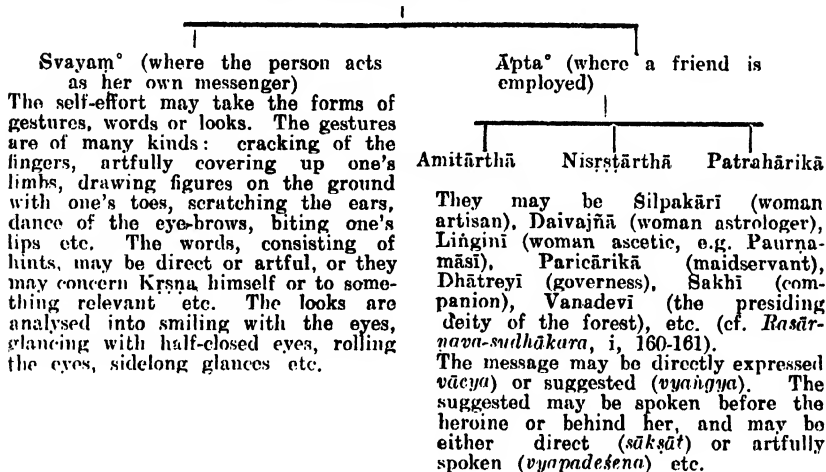 Svayaṃ° (where the person acts
as her own messenger)
The self-effort may take the forms of
gestures, words or looks. The gestures
are of many kinds: cracking of the
fingers, artfully covering up one's
limbs, drawing figures on the ground
with one's toes, scratching the ears,
dance of the eye-brows, biting one's
lips etc. The words, consisting of
hints, may be direct or artful, or they
may concern Kṛṣṇa himself or to some-
thing relevant etc. The looks are
analysed into smiling with the eyes,
glancing with half-closed eyes, rolling
the eyes, sidelong glances etc.
Āpta° (where a friend is
employed)
Amitārthā Nisṛṣṭārthā Patrahārikā
They may be Śilpakārī (woman
artisan), Daivajñā (woman astrologer),
Liṅginī (woman ascetic, e.g. Paurṇa-
māsī), Paricārikā (maidservant),
Dhātreyī (governess), Sakhī (com-
panion), Vanadevī (the presiding
deity of the forest), etc. (cf. Rasār-
ṇava-sudhākara, i, 160-161).
The message may be directly expressed
vācya) or suggested (vyaṅgya). The
suggested may be spoken before the
heroine or behind her, and may be
either direct (sākṣāt) or artfully
spoken (vyapadeśena) etc.